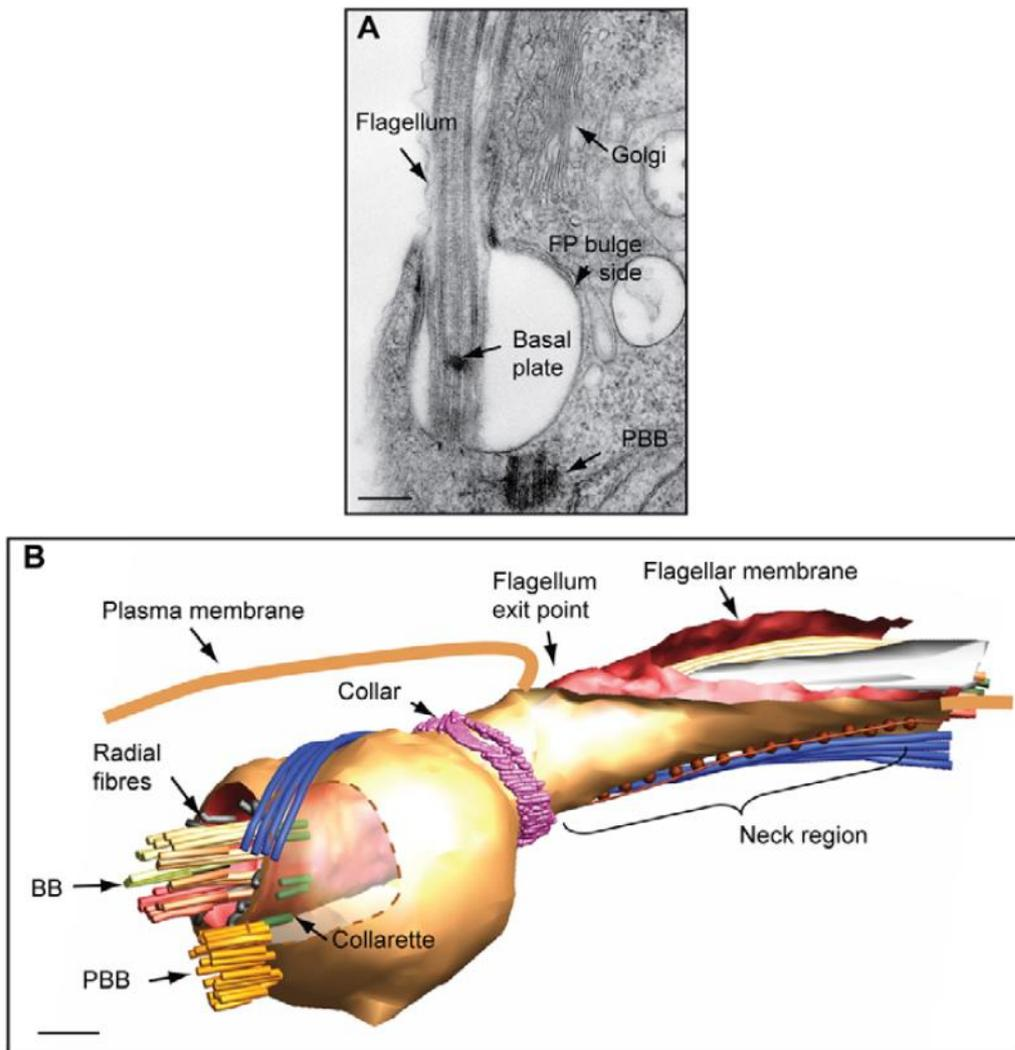 A
Flagellum
Golgi
FP bulge
side
Basal
plate
PBB
B
Plasma membrane
Flagellum
exit point
Flagellar membrane
Collar
Radial
fibres
Neck region
BB
Collarette
PBB